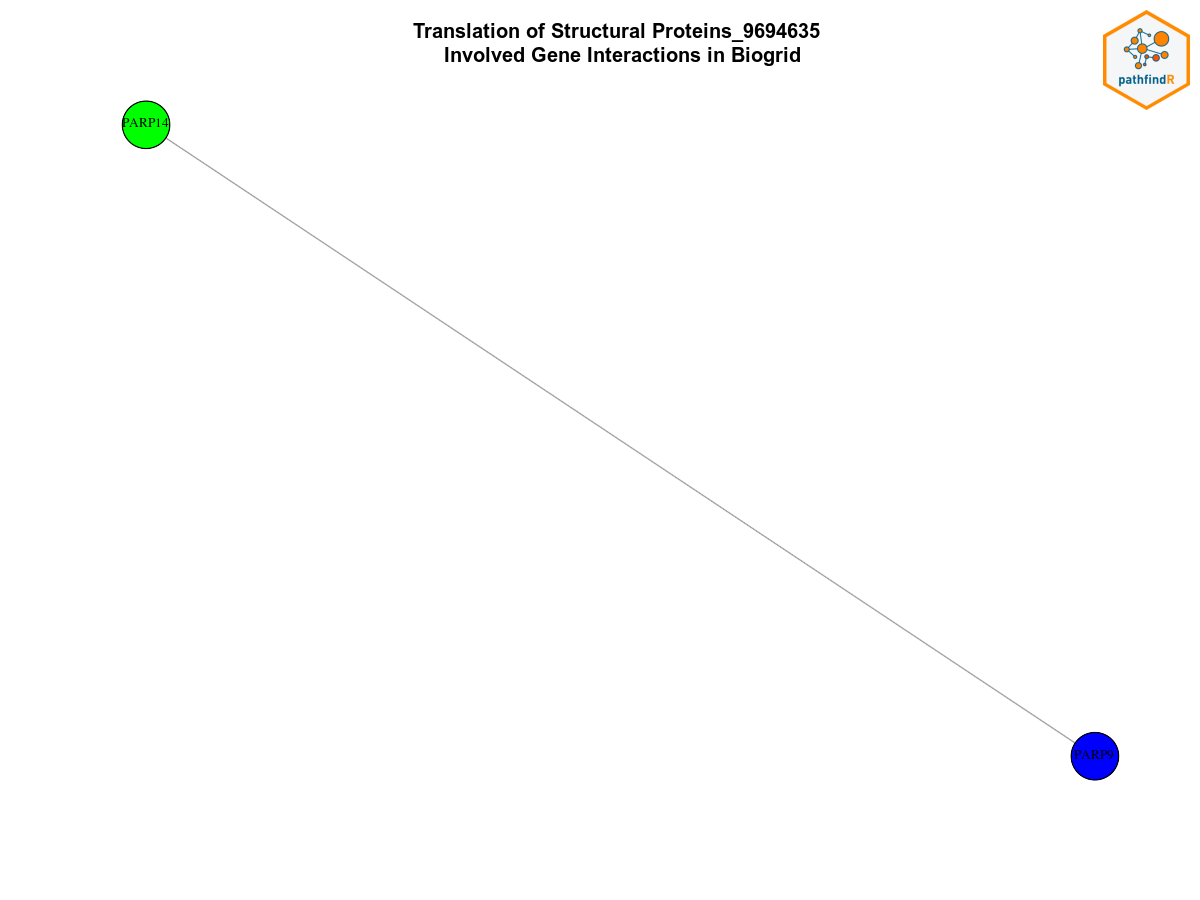 Translation of Structural Proteins_9694635
Involved Gene Interactions in Biogrid
pathfindR
PARP14
PARP9